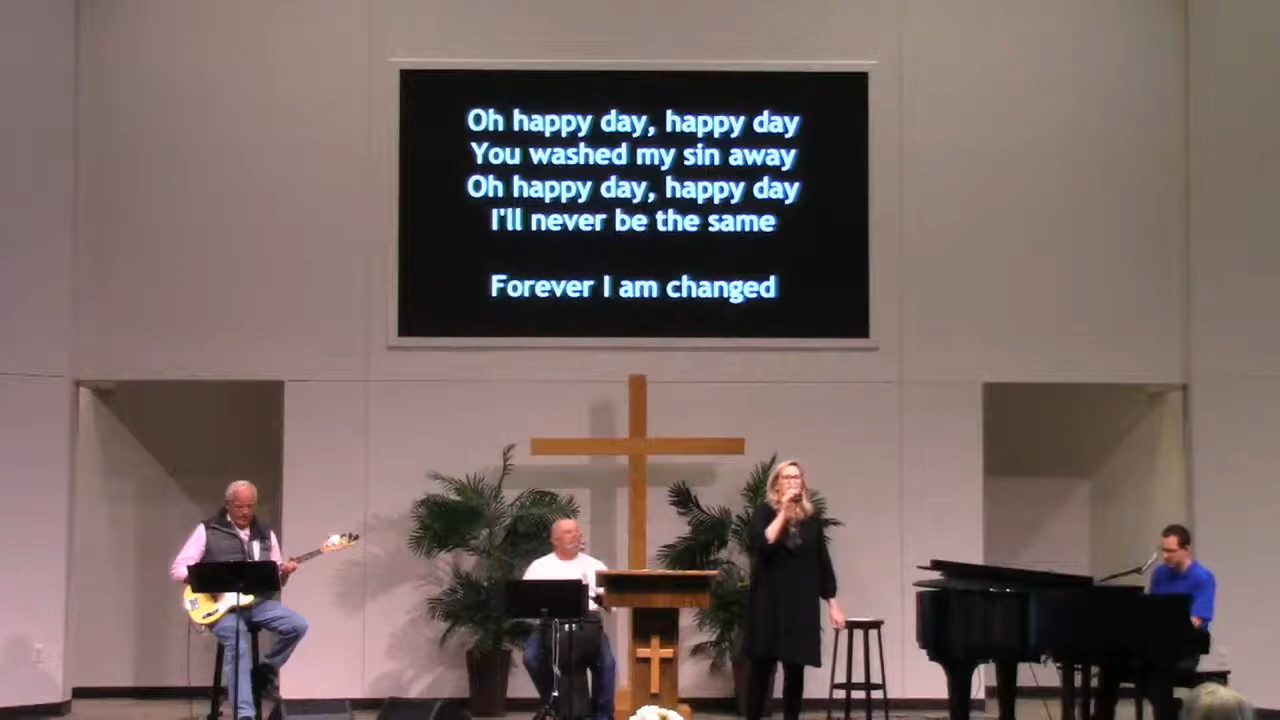 Oh happy day, happy day
You washed my sin away
Oh happy day, happy day
I'll never be the same
Forever I am changed